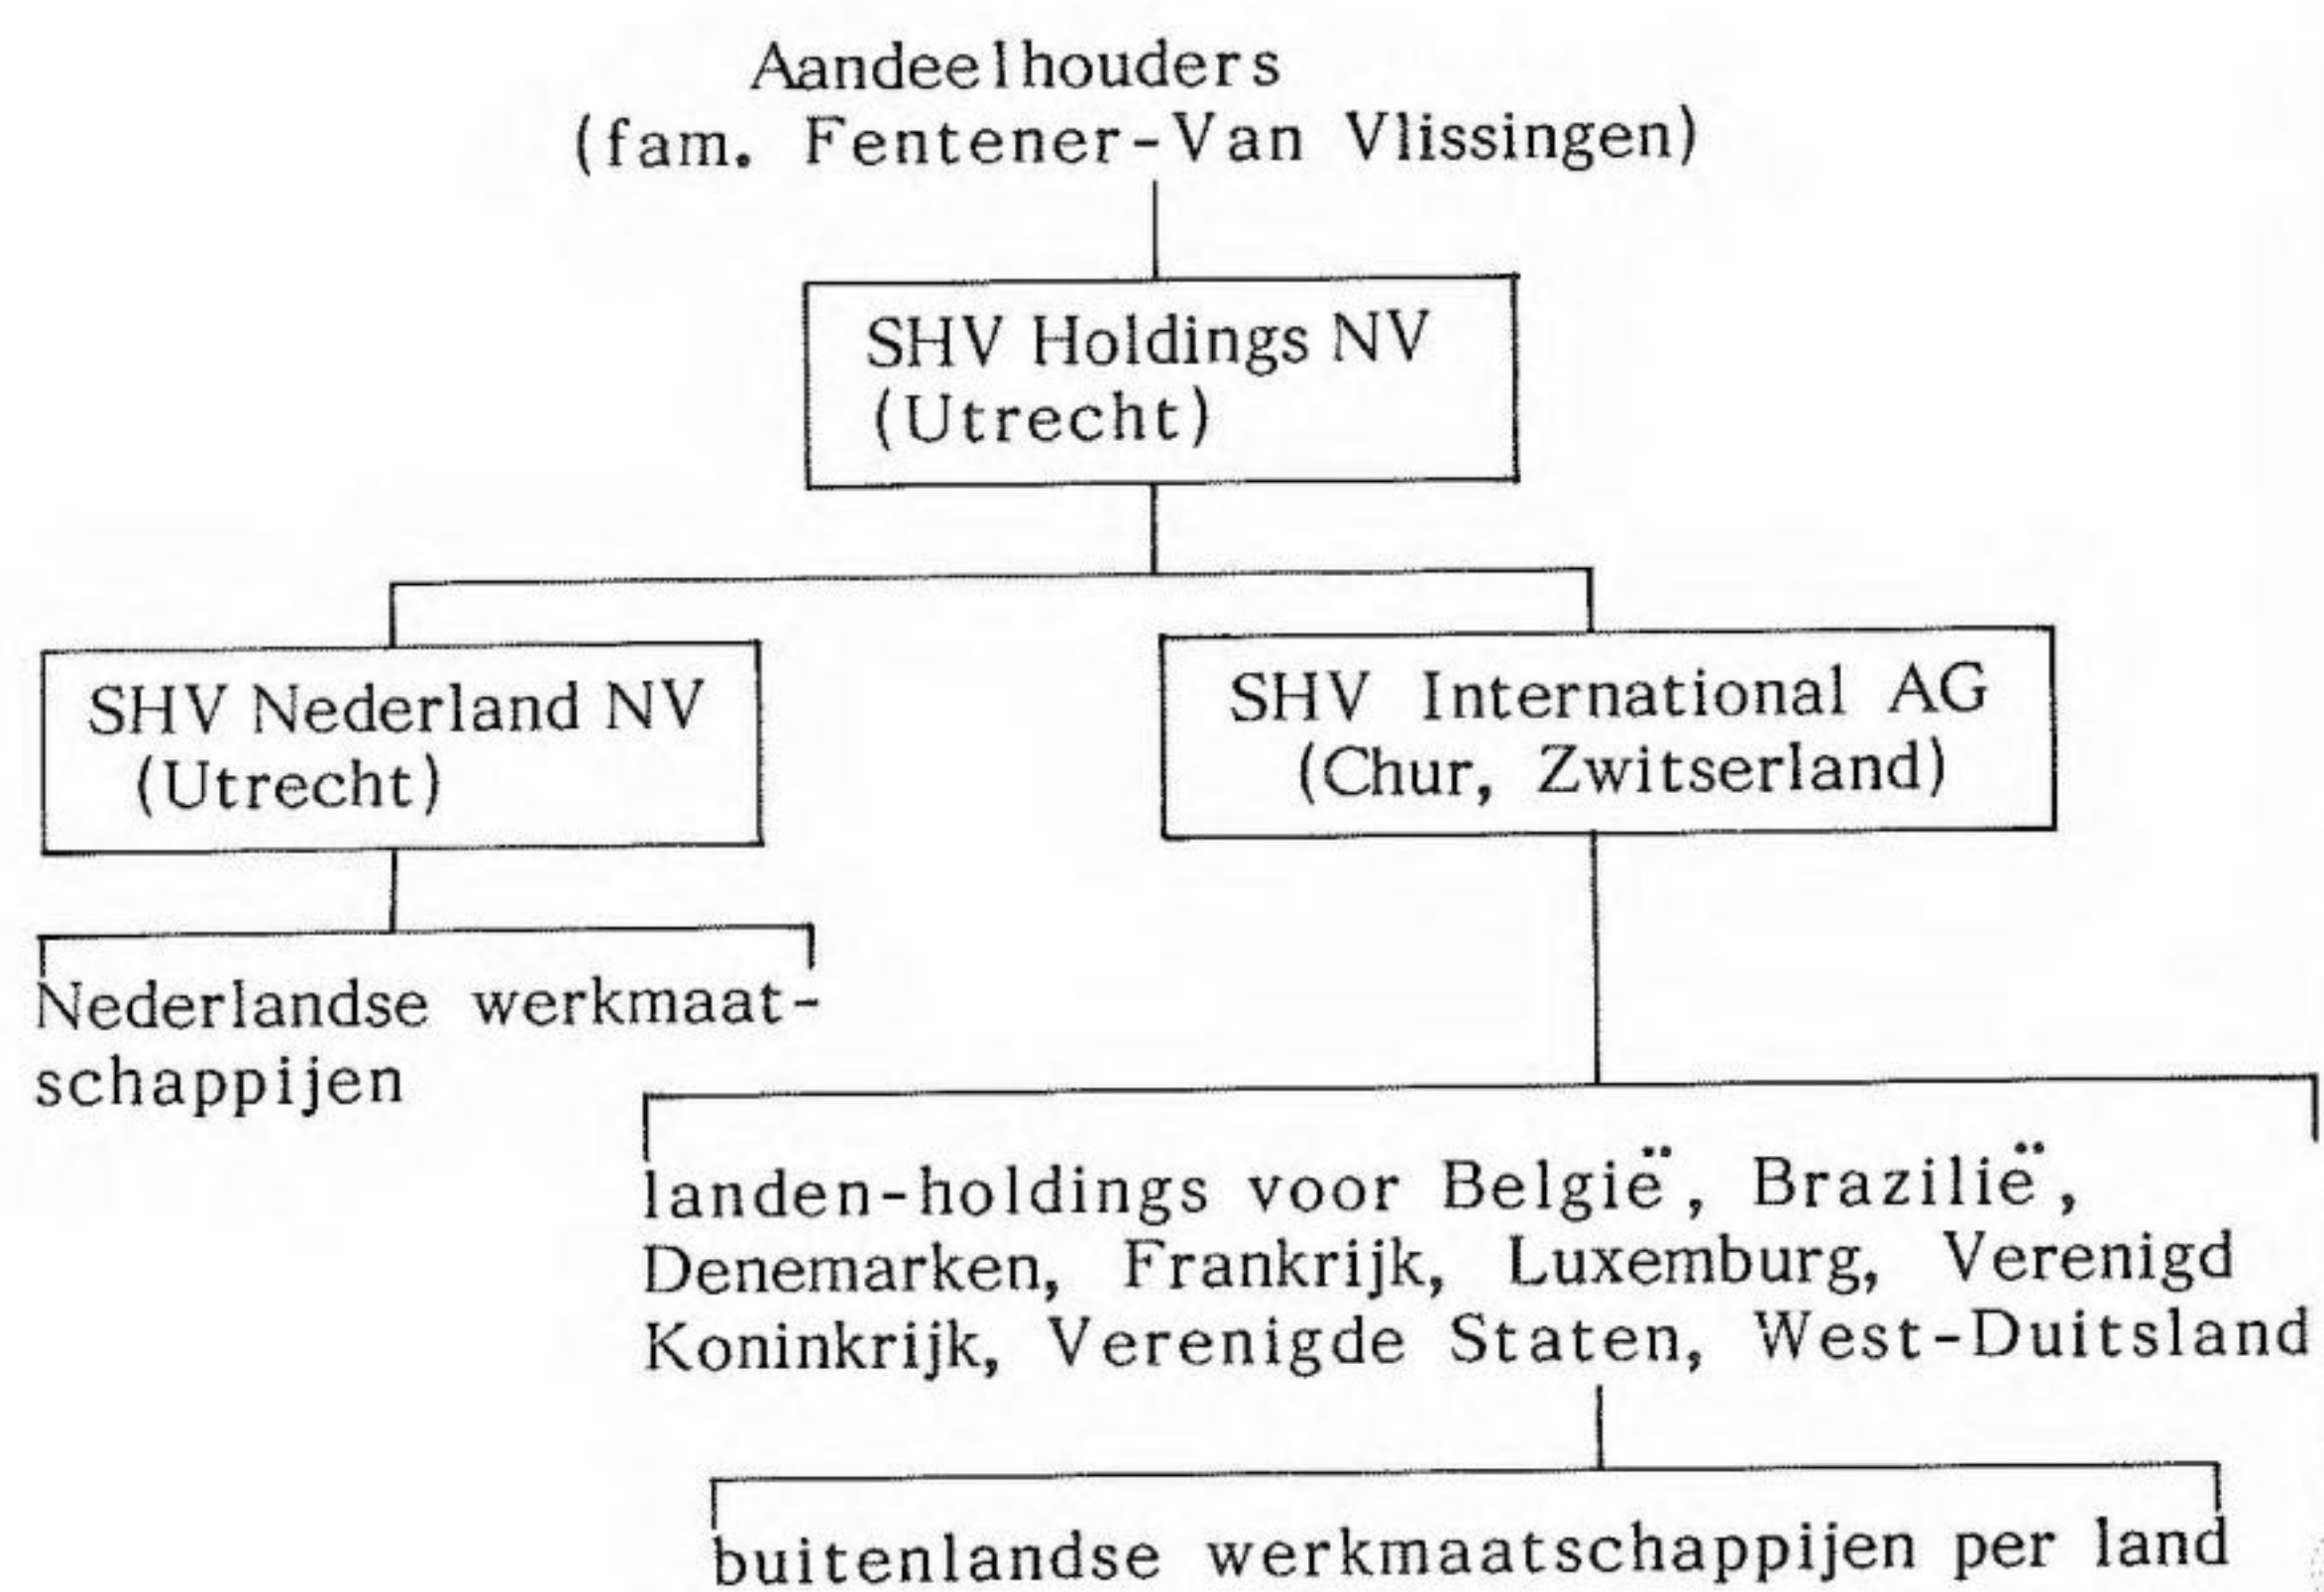 Aandeelhouders
(fam. Fentener-Van Vlissingen)
SHV Holdings NV
(Utrecht)
SHV Nederland NV
(Utrecht)
SHV International AG
(Chur, Zwitserland)
Nederlandse werkmaat-
schappijen
landen-holdings voor België, Brazilië,
Denemarken, Frankrijk, Luxemburg, Verenigd
Koninkrijk, Verenigde Staten, West-Duitsland
buitenlandse werkmaatschappijen per land